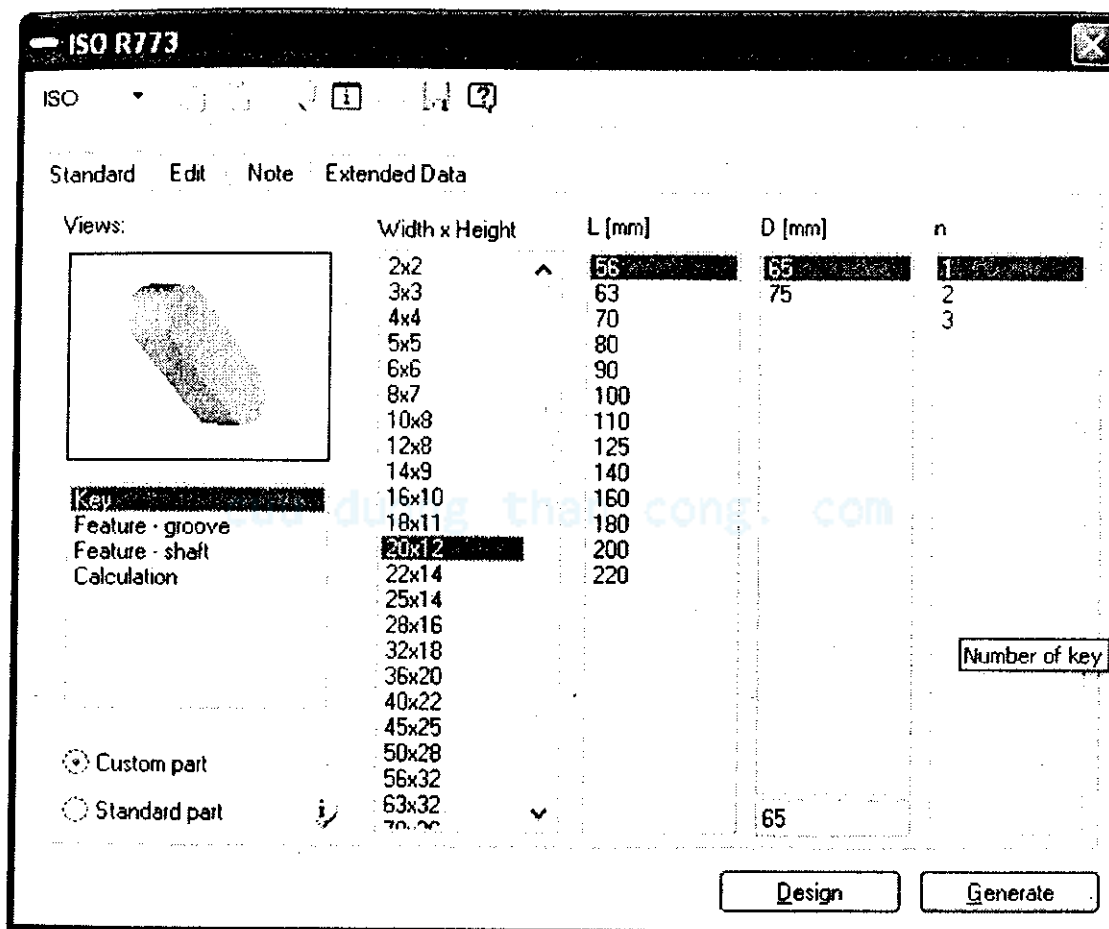 ISO R773
ISO
Standard Edit Note Extended Data
Views:
Width x Height L [mm] D [mm] n
2x2 56 65 1
3x3 63 75 2
4x4 70 3
5x5 80
6x6 90
8x7 100
10x8 110
12x8 125
14x9 140
Key 16x10 160
Feature - groove 18x11 180
Feature - shaft 20x12 200
Calculation 22x14 220
25x14
28x16
32x18
Number of key
36x20
40x22
45x25
50x28
Custom part
56x32
Standard part 63x32
65
Design Generate
cong. com